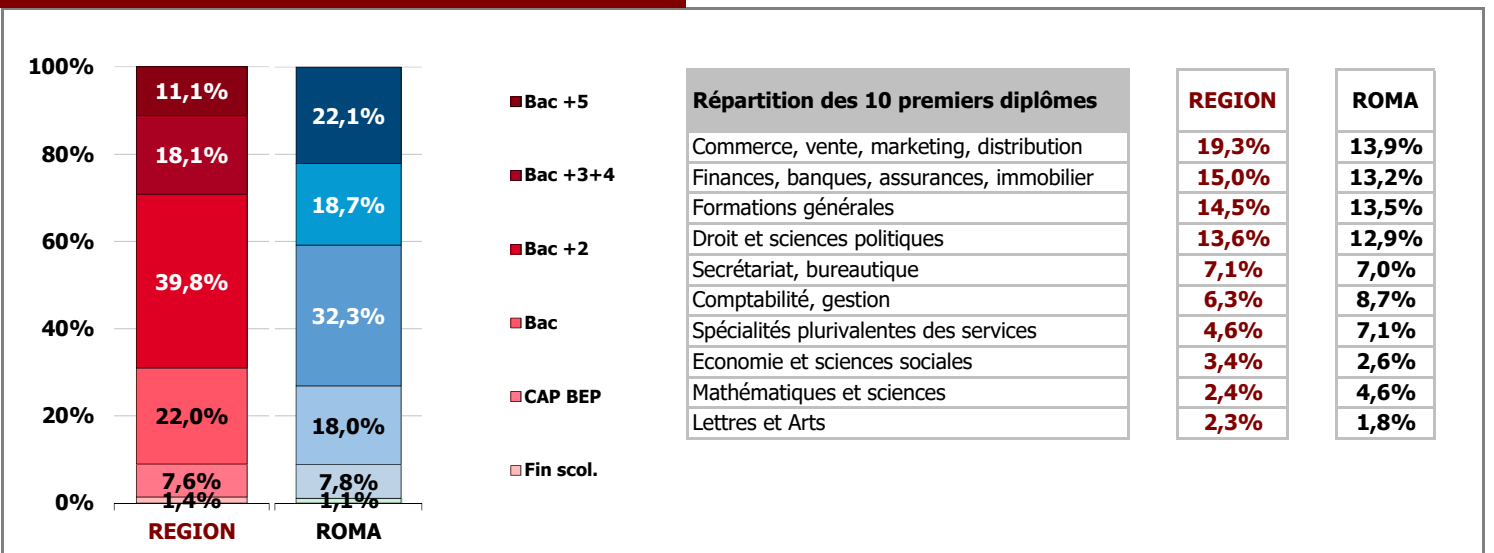 100%
80%
60%
40%
20%
0%
11,1%
18,1%
39,8%
22,0%
7,6%
1,4%
REGION
22,1%
18,7%
32,3%
18,0%
7,8%
1,1%
ROMA
Bac +5
Bac +3+4
Bac +2
Bac
CAP BEP
Fin scol.
Répartition des 10 premiers diplômes REGION ROMA
Commerce, vente, marketing, distribution 19,3% 13,9%
Finances, banques, assurances, immobilier 15,0% 13,2%
Formations générales 14,5% 13,5%
Droit et sciences politiques 13,6% 12,9%
Secrétariat, bureautique 7,1% 7,0%
Comptabilité, gestion 6,3% 8,7%
Spécialités plurivalentes des services 4,6% 7,1%
Economie et sciences sociales 3,4% 2,6%
Mathématiques et sciences 2,4% 4,6%
Lettres et Arts 2,3% 1,8%